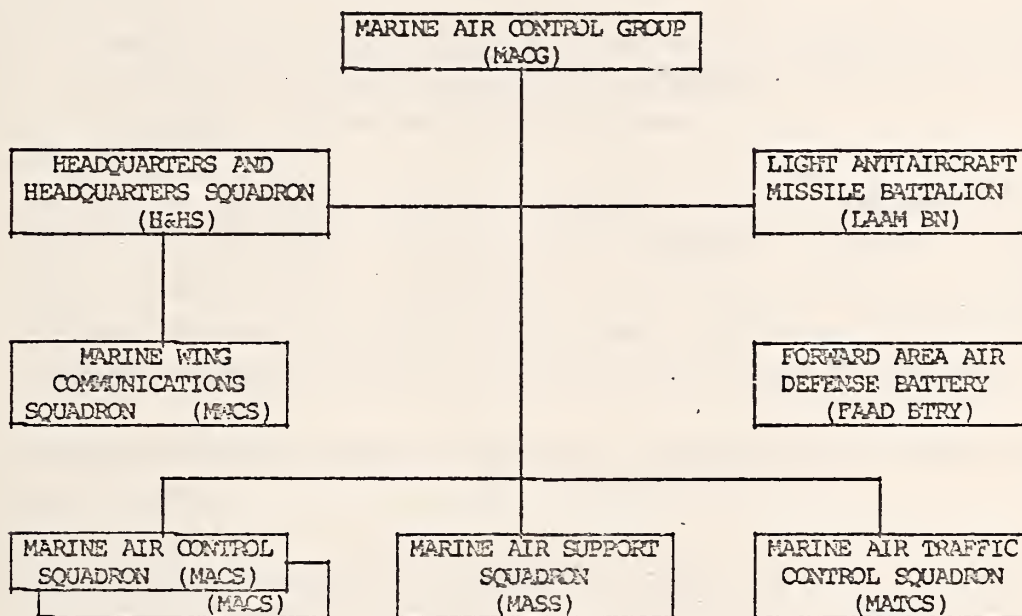 MARINE AIR CONTROL GROUP
(MACG)
HEADQUARTERS AND
HEADQUARTERS SQUADRON
(H&HS)
LIGHT ANTIAIRCRAFT
MISSILE BATTALION
(LAAM BN)
MARINE WING
COMMUNICATIONS
SQUADRON (MWCS)
FORWARD AREA AIR
DEFENSE BATTERY
(FAAD BTRY)
MARINE AIR CONTROL
SQUADRON (MACS)
(MACS)
MARINE AIR SUPPORT
SQUADRON
(MASS)
MARINE AIR TRAFFIC
CONTROL SQUADRON
(MATCS)